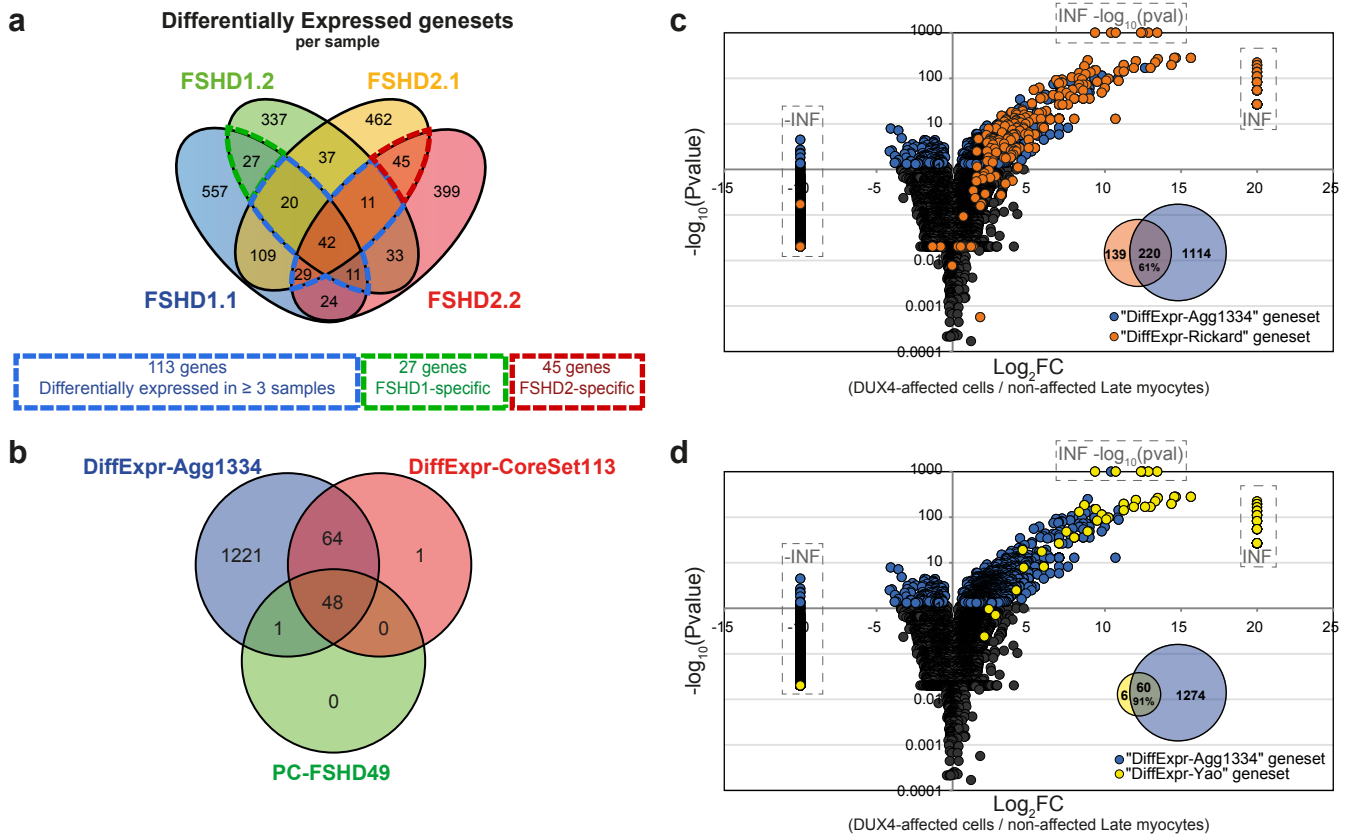 a
Differentially Expressed genesets
per sample
FSHD1.2
FSHD2.1
337
462
27
37
45
557
20
11
399
42
109
33
29
11
24
FSHD1.1
FSHD2.2
113 genes
Differentially expressed in ≥ 3 samples
27 genes
FSHD1-specific
45 genes
FSHD2-specific
b
DiffExpr-Agg1334
DiffExpr-CoreSet113
1221
64
1
48
1
0
0
PC-FSHD49
c
INF -log10(pval)
1000
100
10
0.01
0.001
0.0001
-INF
INF
-15
-10
-5
5
10
15
20
25
-log10(Pvalue)
139
220
61%
1114
"DiffExpr-Agg1334" geneset
"DiffExpr-Rickard" geneset
Log2FC
(DUX4-affected cells / non-affected Late myocytes)
d
INF -log10(pval)
1000
100
10
0.01
0.001
0.0001
-INF
INF
-15
-10
-5
5
10
15
20
25
-log10(Pvalue)
6
60
91%
1274
"DiffExpr-Agg1334" geneset
"DiffExpr-Yao" geneset
Log2FC
(DUX4-affected cells / non-affected Late myocytes)